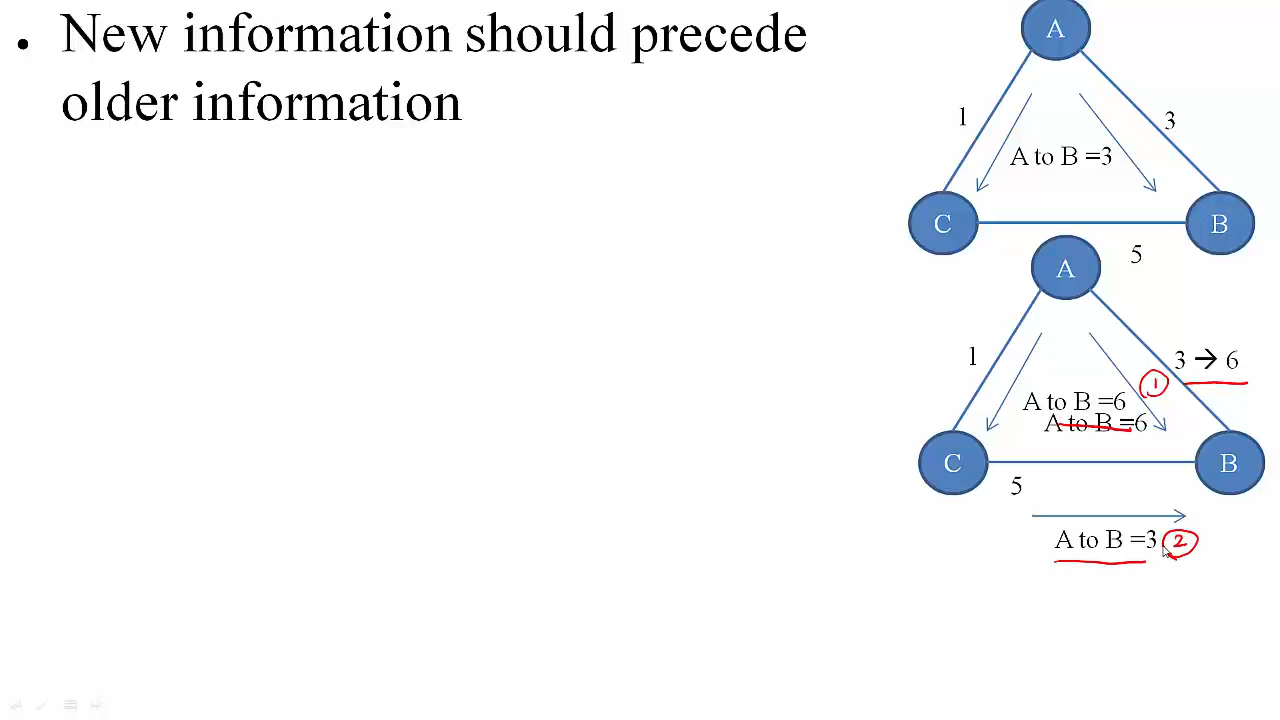 • New information should precede
older information
A
1
3
A to B =3
C
B
5
A
1
3 → 6
1
A to B =6
A to B =6
C
B
5
A to B =3
2